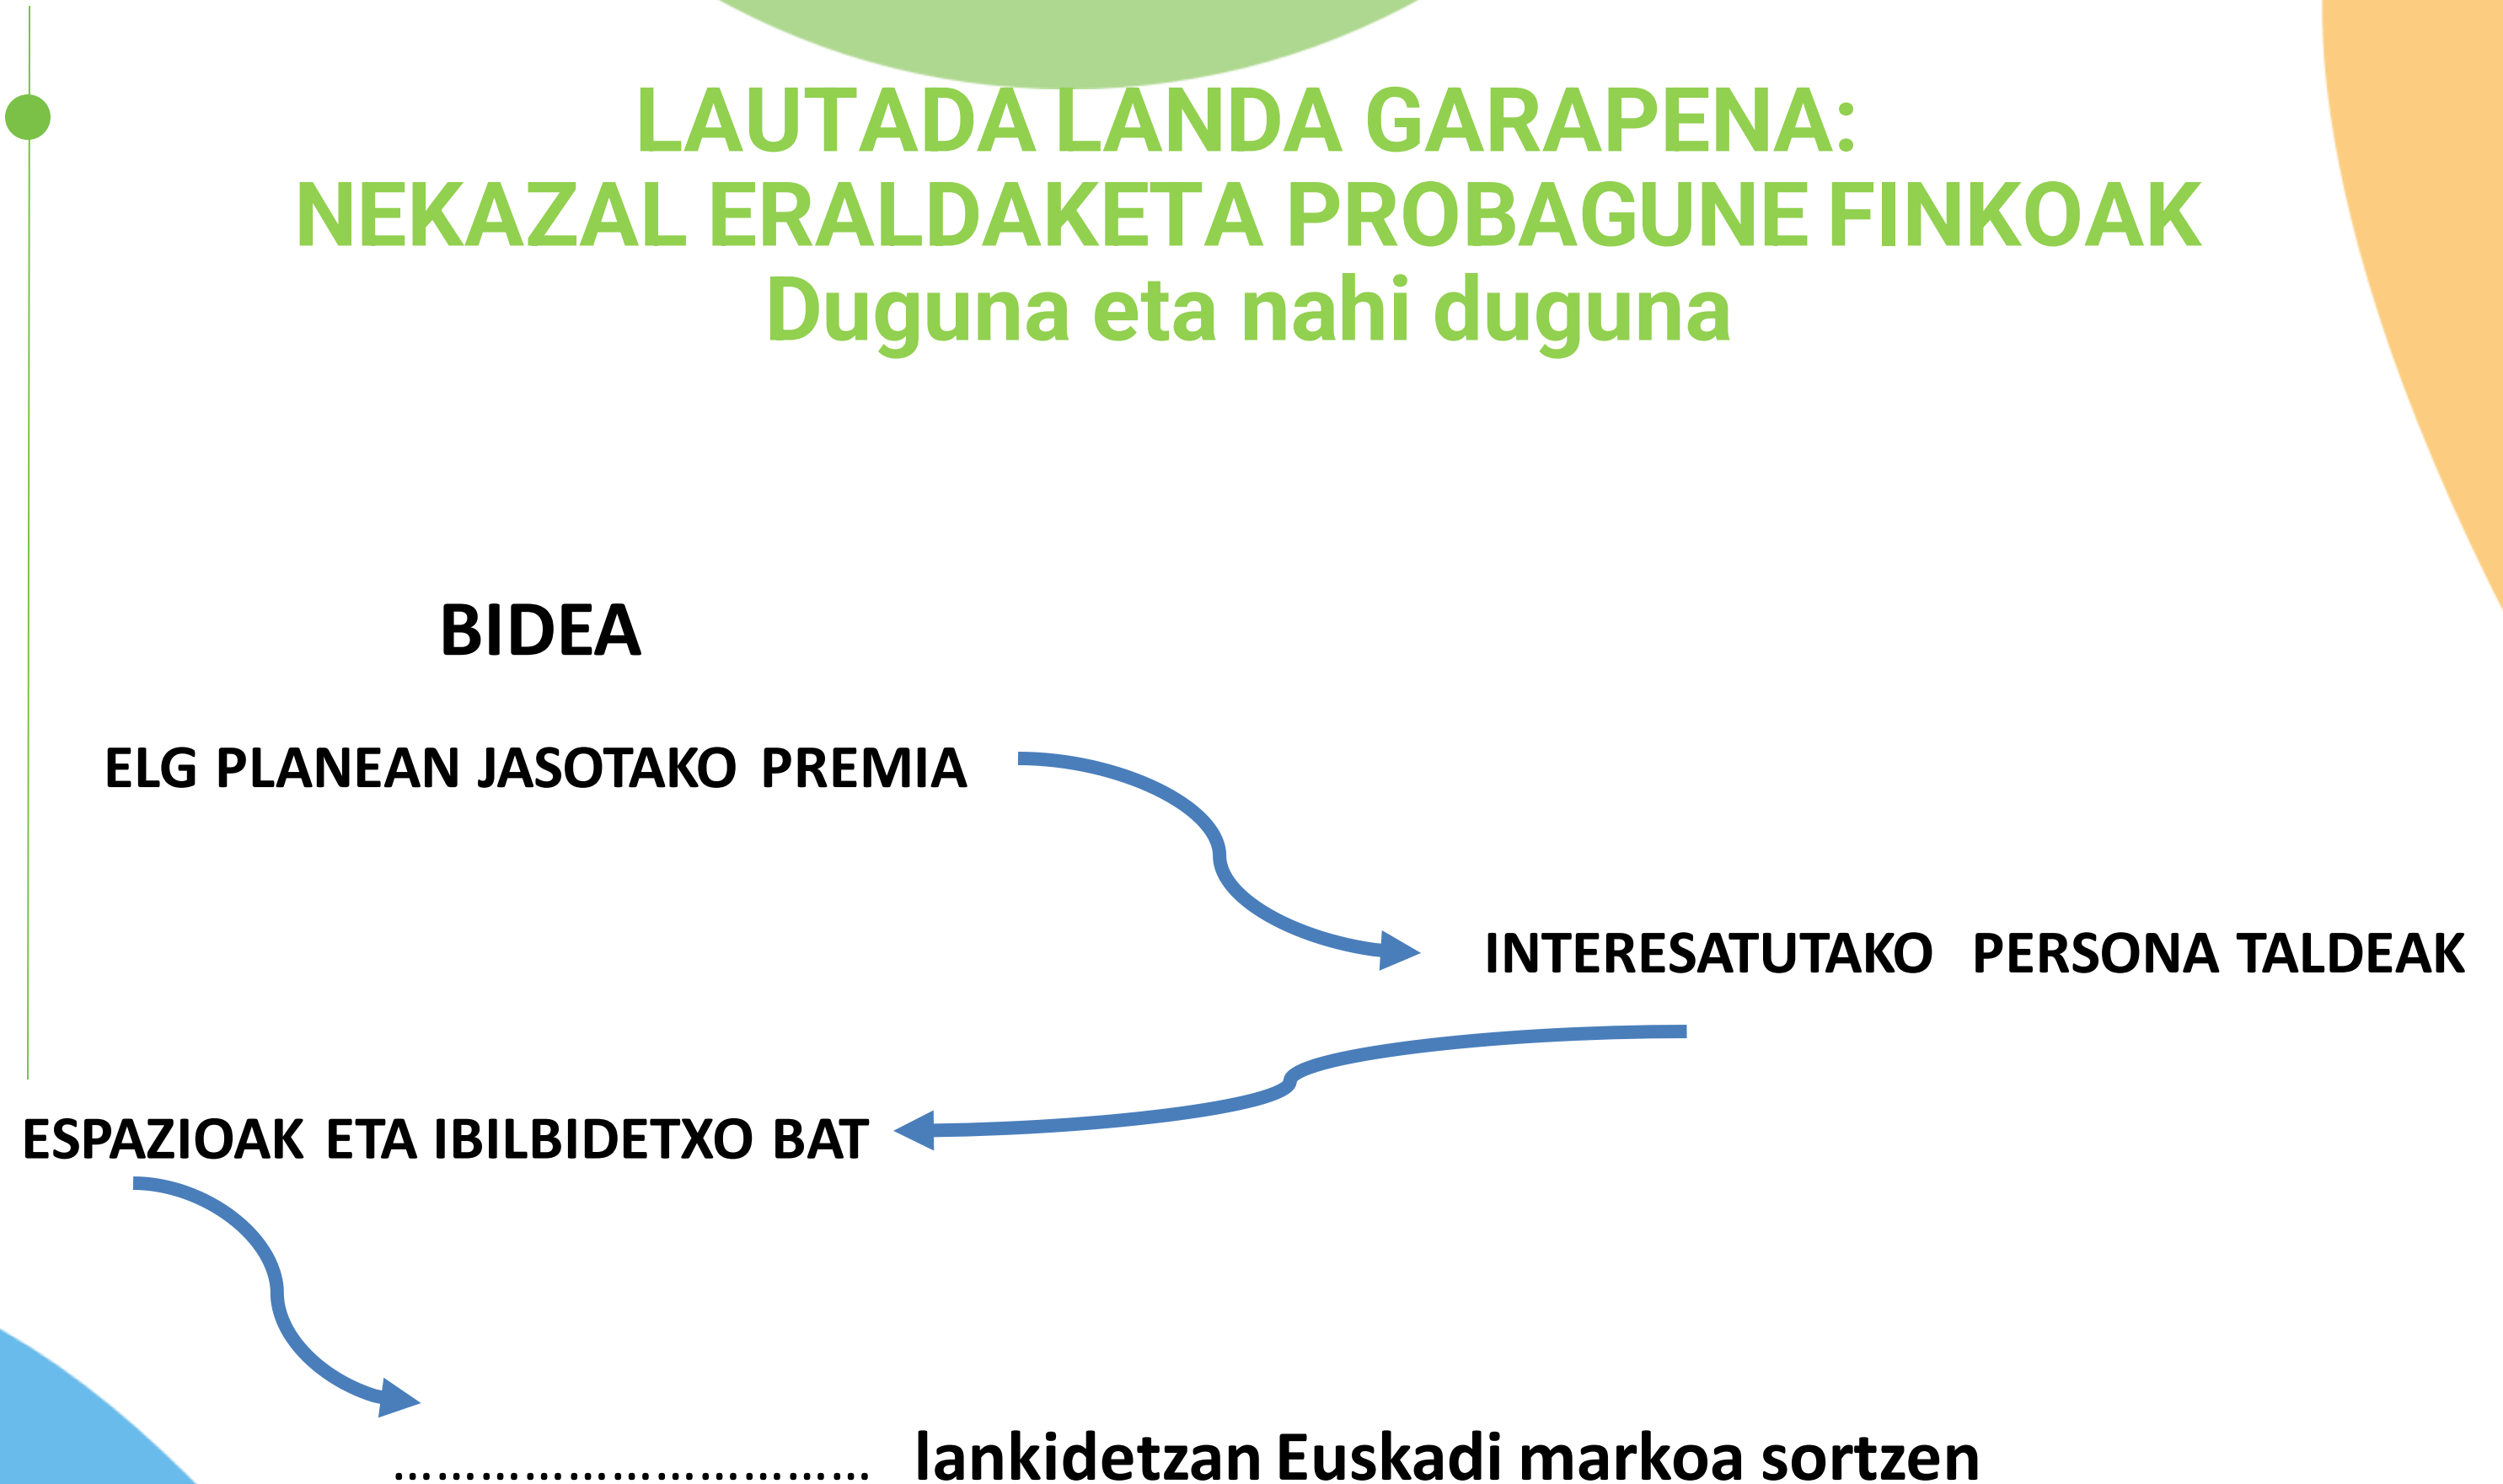 LAUTADA LANDA GARAPENA:
NEKAZAL ERALDAKETA PROBAGUNE FINKOAK
Duguna eta nahi duguna
BIDEA
ELG PLANEAN JASOTAKO PREMIA
INTERESATUTAKO PERSONA TALDEAK
ESPAZIOAK ETA IBILBIDETXO BAT
……………………………… lankidetzan Euskadi markoa sortzen